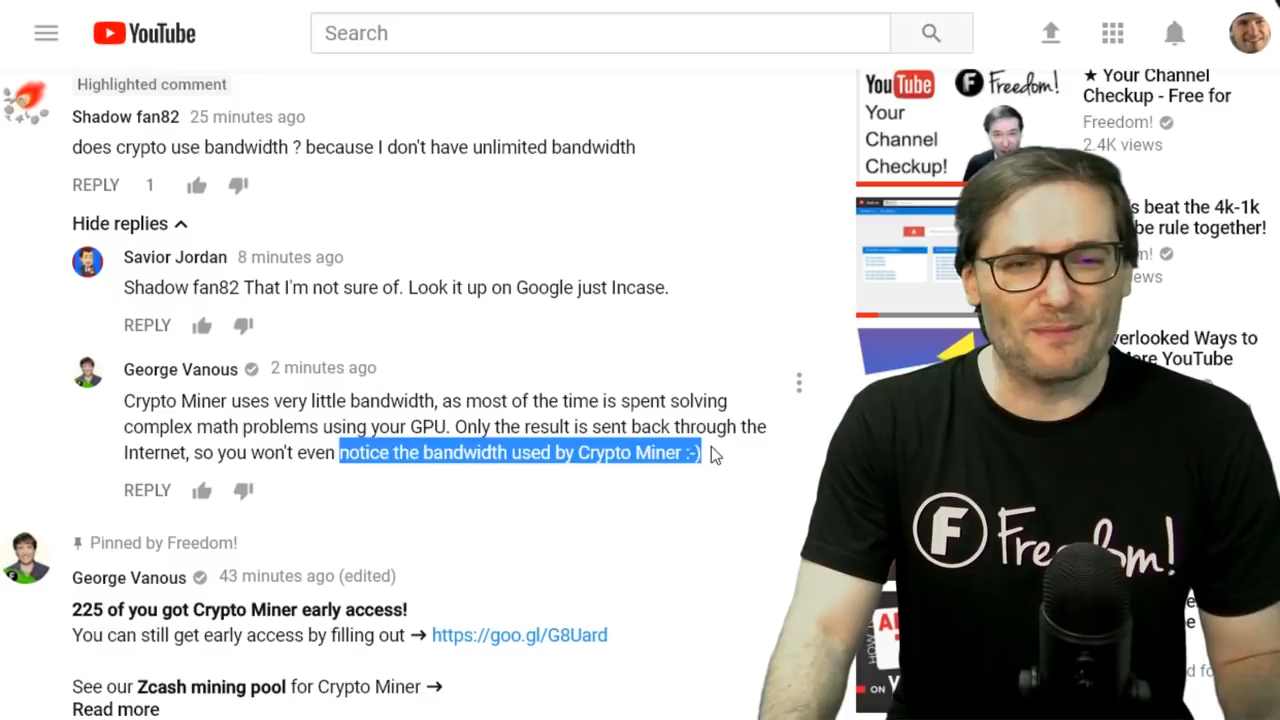 YouTube
Search
Highlighted comment
Shadow fan82 25 minutes ago
does crypto use bandwidth ? because I don't have unlimited bandwidth
REPLY 1
Hide replies
Savior Jordan 8 minutes ago
Shadow fan82 That I'm not sure of. Look it up on Google just Incase.
REPLY
George Vanous 2 minutes ago
Crypto Miner uses very little bandwidth, as most of the time is spent solving
complex math problems using your GPU. Only the result is sent back through the
Internet, so you won't even notice the bandwidth used by Crypto Miner :-)
REPLY
Pinned by Freedom!
George Vanous 43 minutes ago (edited)
225 of you got Crypto Miner early access!
You can still get early access by filling out → https://goo.gl/G8Uard
See our Zcash mining pool for Crypto Miner →
Read more
YouTube F Freedom!
Your
Channel
Checkup!
★ Your Channel
Checkup - Free for
Freedom!
2.4K views
beat the 4k-1k
rule together!
Ways to
YouTube
F Freedom!
ON